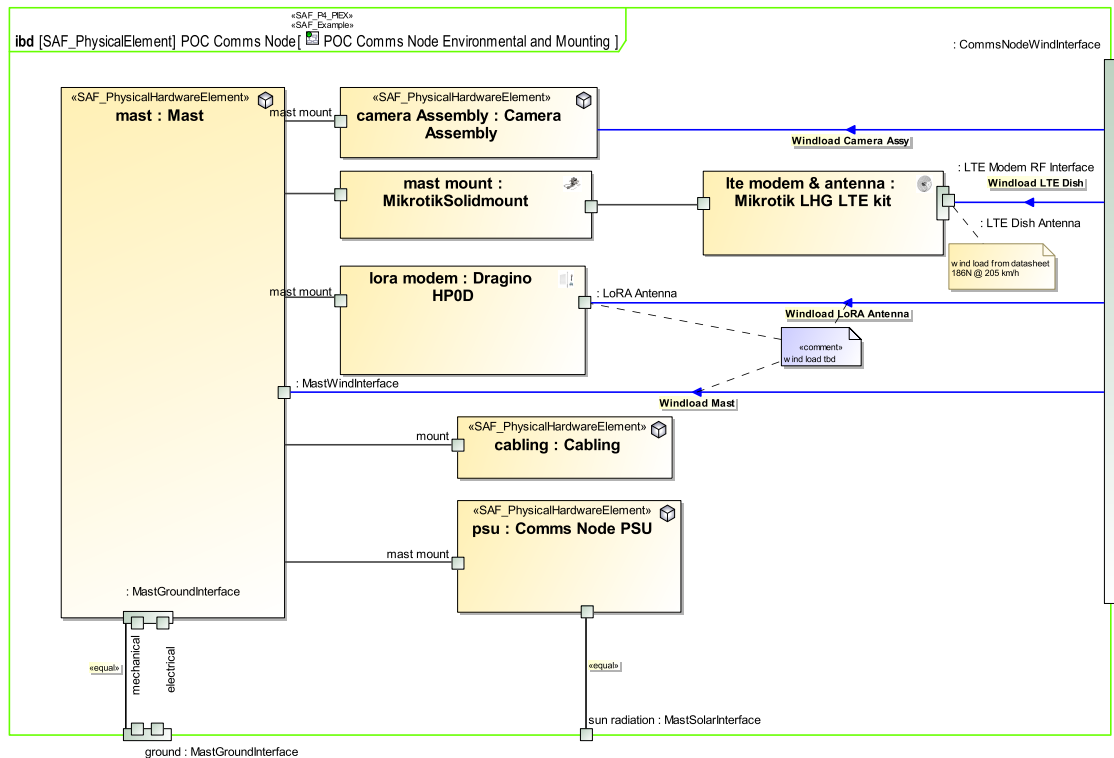 «SAF_P4_PIEX»
«SAF_Example»
ibd [SAF_PhysicalElement] POC Comms Node[ POC Comms Node Environmental and Mounting ]
: CommsNodeWindInterface
«SAF_PhysicalHardwareElement»
mast : Mast
mast mount
«SAF_PhysicalHardwareElement»
camera Assembly : Camera
Assembly
Windload Camera Assy
: LTE Modem RF Interface
Windload LTE Dish
mast mount :
MikrotikSolidmount
lte modem & antenna :
Mikrotik LHG LTE kit
: LTE Dish Antenna
wind load from datasheet
186N @ 205 km/h
mast mount
lora modem : Dragino
HP0D
: LoRA Antenna
Windload LoRA Antenna
«comment»
wind load tbd
: MastWindInterface
Windload Mast
mount
«SAF_PhysicalHardwareElement»
cabling : Cabling
«SAF_PhysicalHardwareElement»
psu : Comms Node PSU
mast mount
: MastGroundInterface
mechanical
electrical
«equal»
«equal»
sun radiation : MastSolarInterface
ground : MastGroundInterface